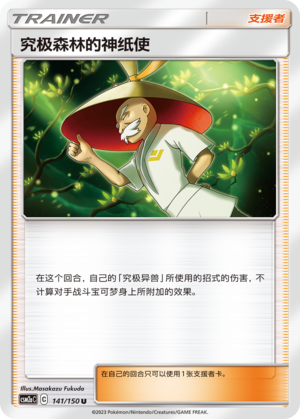 TRAINER
支援者
究极森林的神纸使
在这个回合，自己的「究极异兽」所使用的招式的伤害，不
计算对手战斗宝可梦身上所附加的效果。
在自己的回合只可以使用1张支援者卡。
Illus.Masakazu Fukuda
CSM2a C C 141/150 U
©2023 Pokémon/Nintendo/Creatures/GAME FREAK.